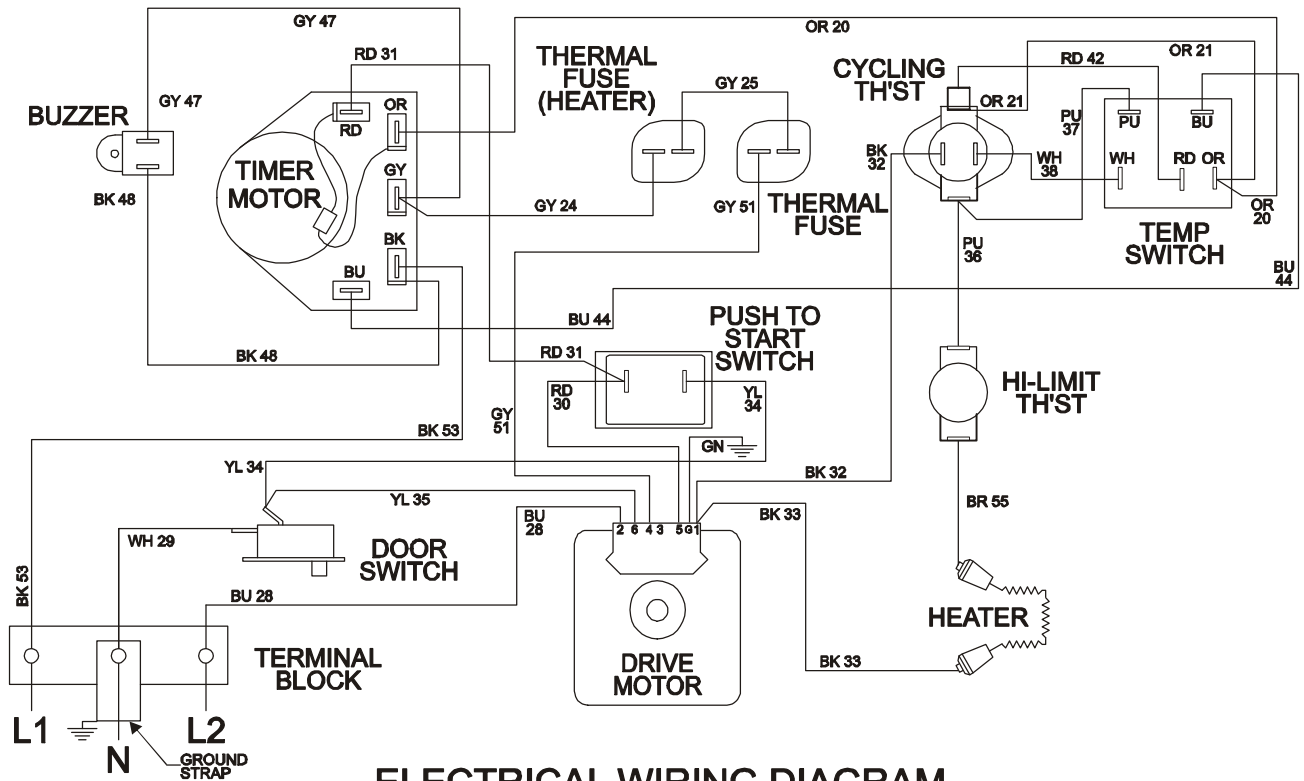 GY 47
OR 20
RD 31
THERMAL
FUSE
(HEATER)
CYCLING
TH'ST
OR 21
RD 42
GY 25
GY 47
OR
OR 21
BUZZER
RD
PU
37
PU
BU
TIMER
MOTOR
GY
BK
32
WH
38
WH
RD
OR
BK 48
GY 24
GY 51
THERMAL
FUSE
OR
20
BK
PU
36
TEMP
SWITCH
BU
BU
44
BU 44
PUSH TO
START
SWITCH
BK 48
RD 31
RD
30
YL
34
HI-LIMIT
TH'ST
GY
51
BK 53
GN
YL 34
BK 32
YL 35
BR 55
BU
28
BK 33
2 6 4 3 5 G 1
WH 29
DOOR
SWITCH
BK 53
BU 28
HEATER
TERMINAL
BLOCK
DRIVE
MOTOR
BK 33
L1
N
L2
GROUND
STRAP
ELECTRICAL WIRING DIAGRAM